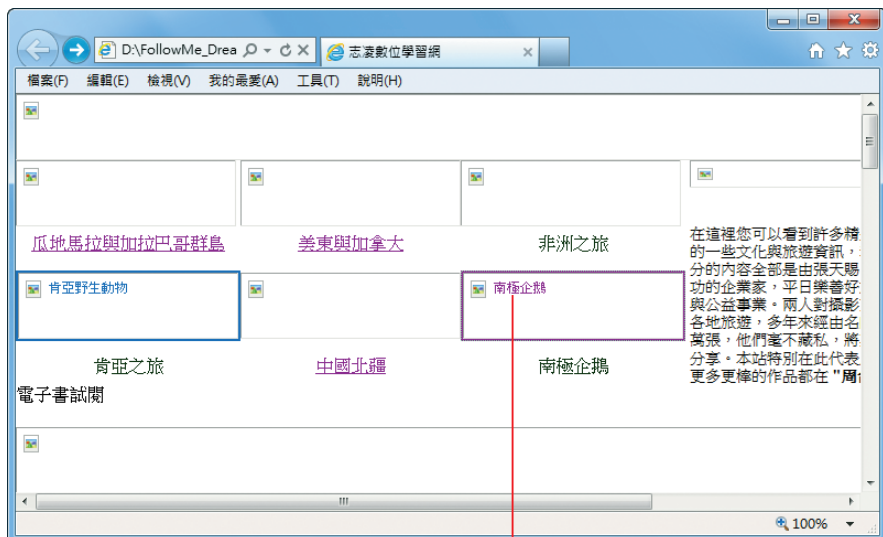 D:\FollowMe_Drea
志凌數位學習網
檔案(F) 編輯(E) 檢視(V) 我的最愛(A) 工具(T) 說明(H)
瓜地馬拉與加拉巴哥群島
美東與加拿大
非洲之旅
肯亞野生動物
南極企鵝
肯亞之旅
中國北疆
南極企鵝
電子書試閱
在這裡您可以看到許多精
的一些文化與旅遊資訊，
分的內容全部是由張天賜
功的企業家，平日樂善好
與公益事業。兩人對攝影
各地旅遊，多年來經由名
萬張，他們毫不藏私，將
分享。本站特別在此代表
更多更棒的作品都在 "周
100%